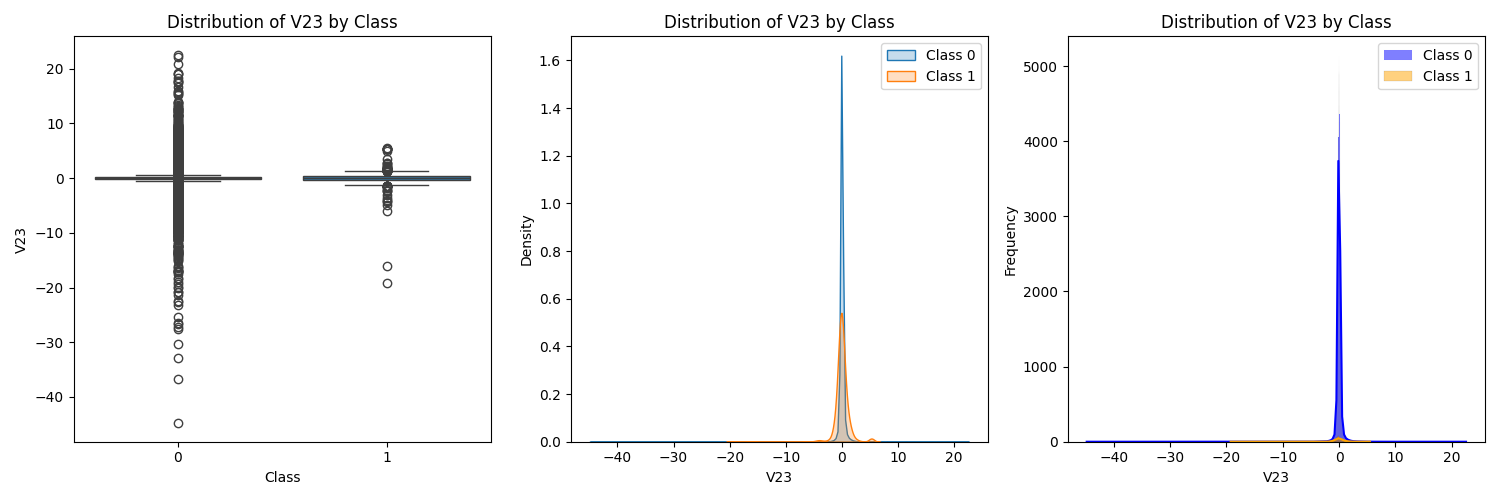 Distribution of V23 by Class
V23
20
10
0
−10
−20
−30
−40
0
1
Class
Distribution of V23 by Class
Density
1.6
1.4
1.2
1.0
0.8
0.6
0.4
0.2
0.0
Class 0
Class 1
−40
−30
−20
−10
0
10
20
V23
Distribution of V23 by Class
Frequency
5000
4000
3000
2000
1000
0
Class 0
Class 1
−40
−30
−20
−10
0
10
20
V23